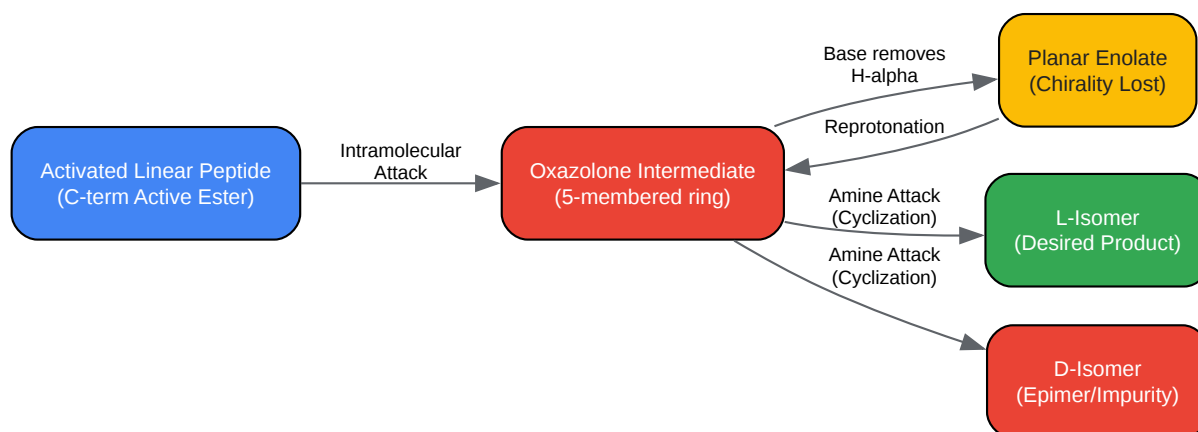 Activated Linear Peptide
(C-term Active Ester)
Intramolecular
Attack
Oxazolone Intermediate
(5-membered ring)
Base removes
H-alpha
Reprotonation
Planar Enolate
(Chirality Lost)
Amine Attack
(Cyclization)
L-Isomer
(Desired Product)
Amine Attack
(Cyclization)
D-Isomer
(Epimer/Impurity)